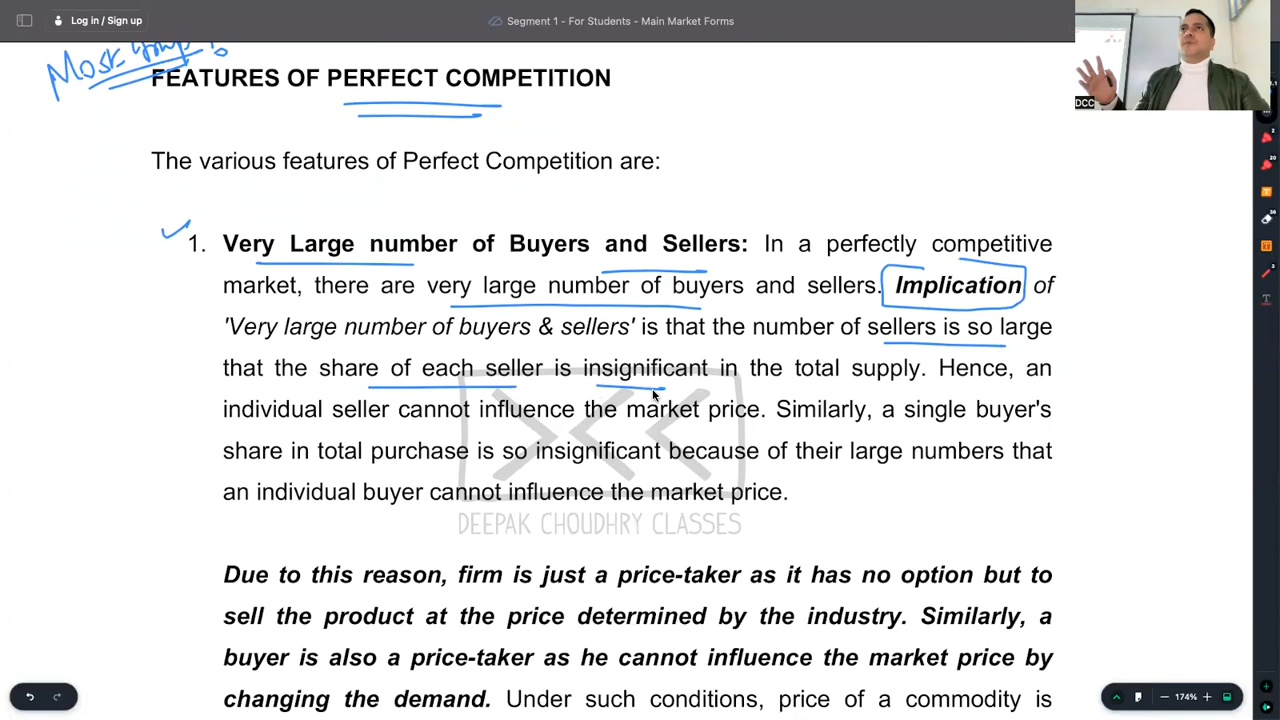 Log in / Sign up
Segment 1 - For Students - Main Market Forms
DCC
Most
FEATURES OF PERFECT COMPETITION
The various features of Perfect Competition are:
1. Very Large number of Buyers and Sellers: In a perfectly competitive
market, there are very large number of buyers and sellers. Implication of
'Very large number of buyers & sellers' is that the number of sellers is so large
that the share of each seller is insignificant in the total supply. Hence, an
individual seller cannot influence the market price. Similarly, a single buyer's
share in total purchase is so insignificant because of their large numbers that
an individual buyer cannot influence the market price.
DEEPAK CHOUDHRY CLASSES
Due to this reason, firm is just a price-taker as it has no option but to
sell the product at the price determined by the industry. Similarly, a
buyer is also a price-taker as he cannot influence the market price by
changing the demand. Under such conditions, price of a commodity is
174%